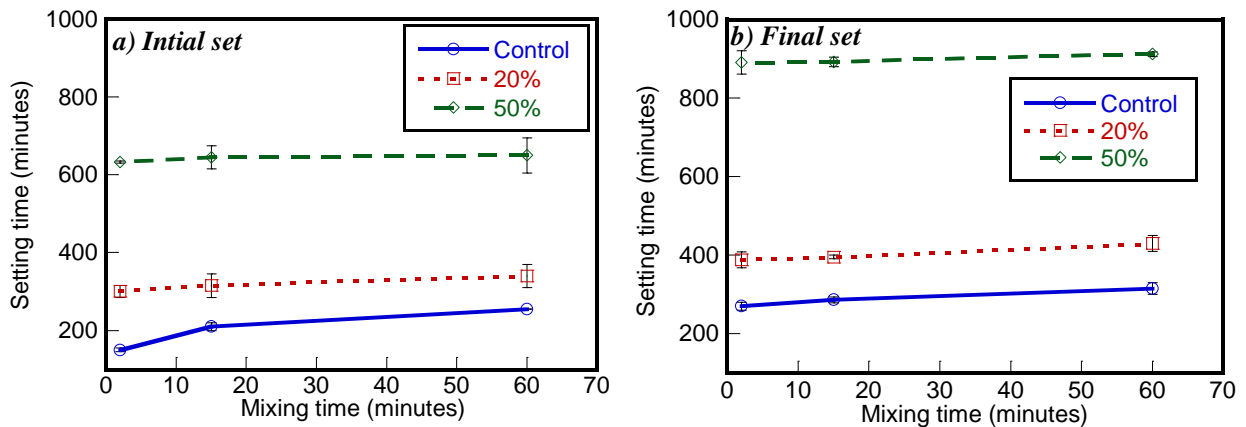 a) Intial set
Control
20%
50%
1000
800
600
400
200
0 10 20 30 40 50 60 70
Setting time (minutes)
Mixing time (minutes)
b) Final set
Control
20%
50%
1000
800
600
400
200
0 10 20 30 40 50 60 70
Setting time (minutes)
Mixing time (minutes)